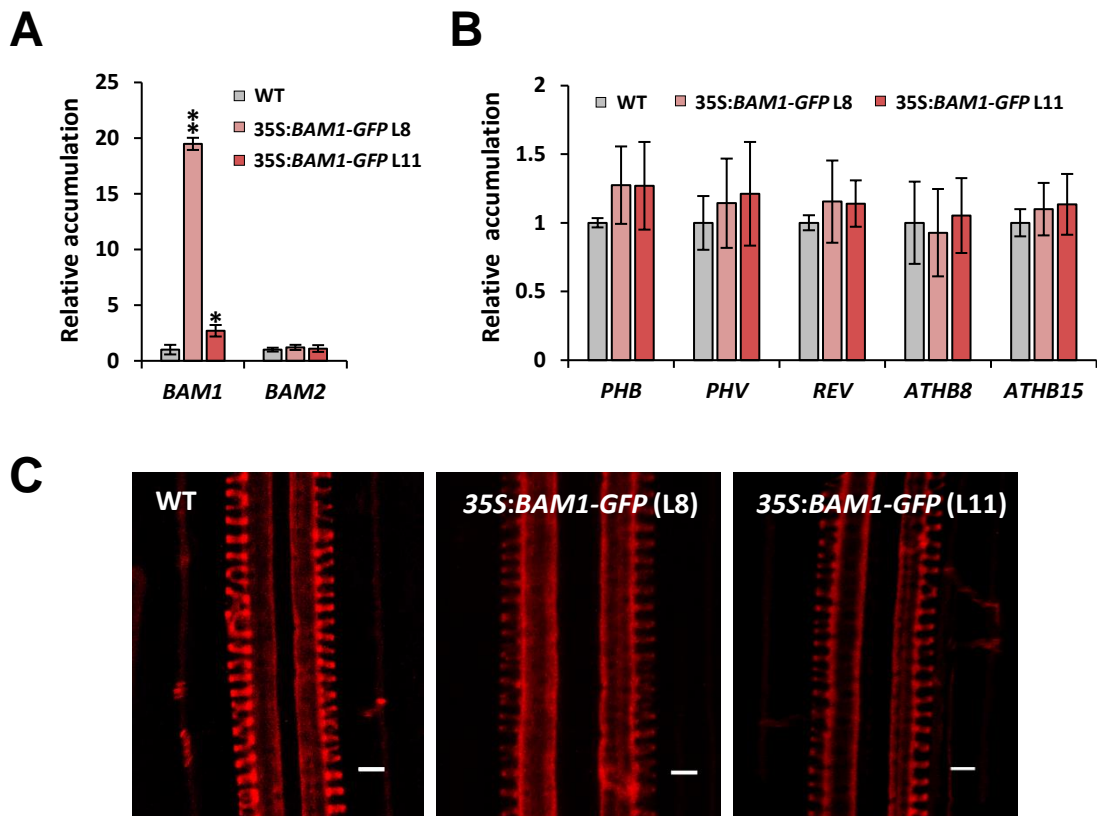 A
Relative accumulation
25
20
15
10
5
0
**
*
WT
35S:BAM1-GFP L8
35S:BAM1-GFP L11
BAM1 BAM2
B
Relative accumulation
2
1.5
1
0.5
0
WT 35S:BAM1-GFP L8 35S:BAM1-GFP L11
PHB PHV REV ATHB8 ATHB15
C
WT
35S:BAM1-GFP (L8)
35S:BAM1-GFP (L11)